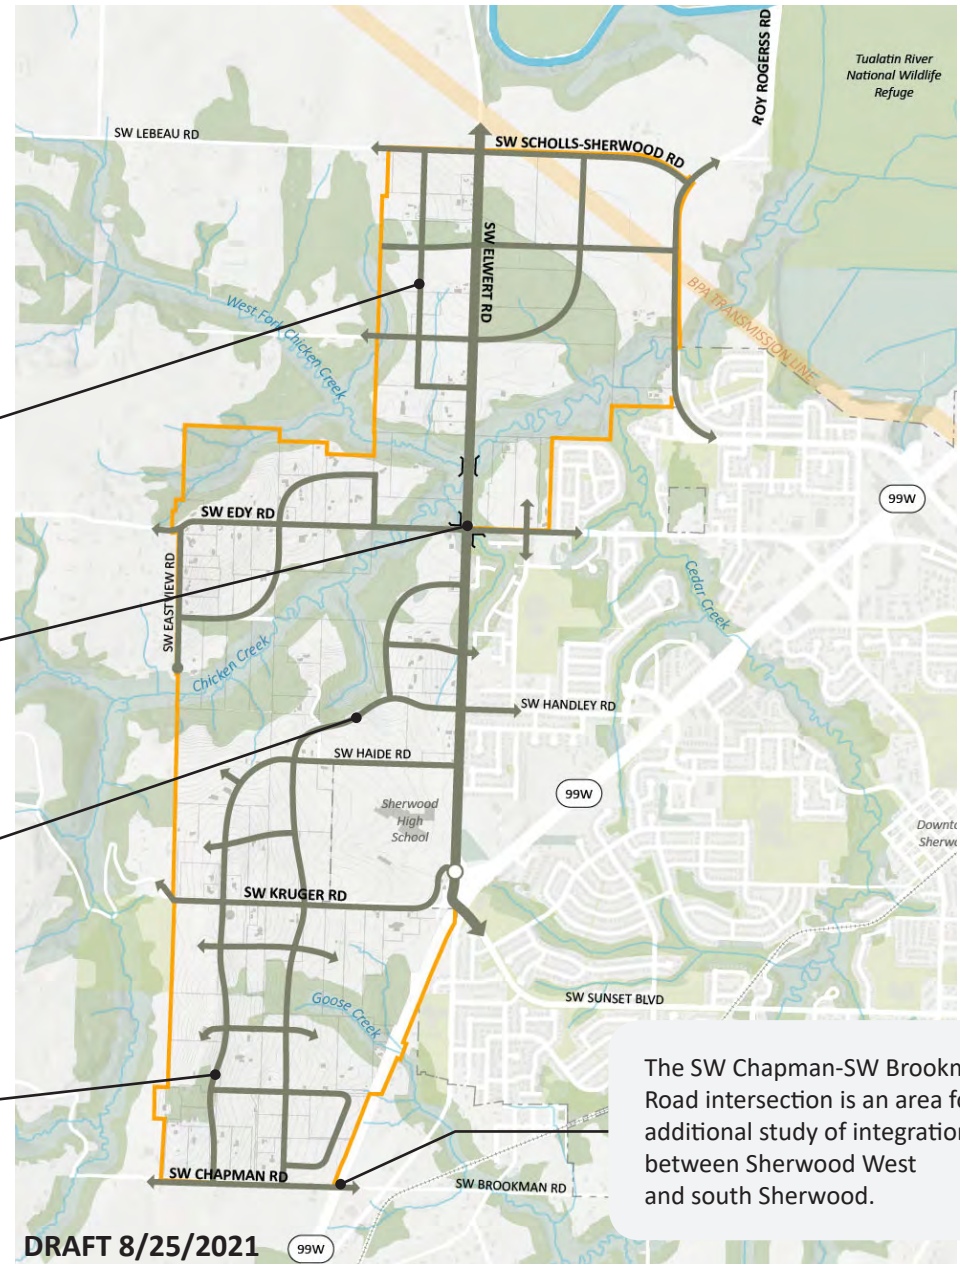 Tualatin River
National Wildlife
Refuge
ROY ROGERSS RD
SW LEBEAU RD
SW SCHOLLS-SHERWOOD RD
SW ELWERT RD
BPA TRANSMISSION LINE
West Fork Chicken Creek
99W
SW EDY RD
SW EAST VIEW RD
Cedar Creek
Chicken Creek
SW HANDLEY RD
SW HAIDE RD
99W
Sherwood
High
School
SW KRUGER RD
Goose Creek
SW SUNSET BLVD
The SW Chapman-SW
Road intersection is an area
additional study of integration
between Sherwood West
and south Sherwood.
SW CHAPMAN RD
SW BROOKMAN RD
DRAFT 8/25/2021
99W